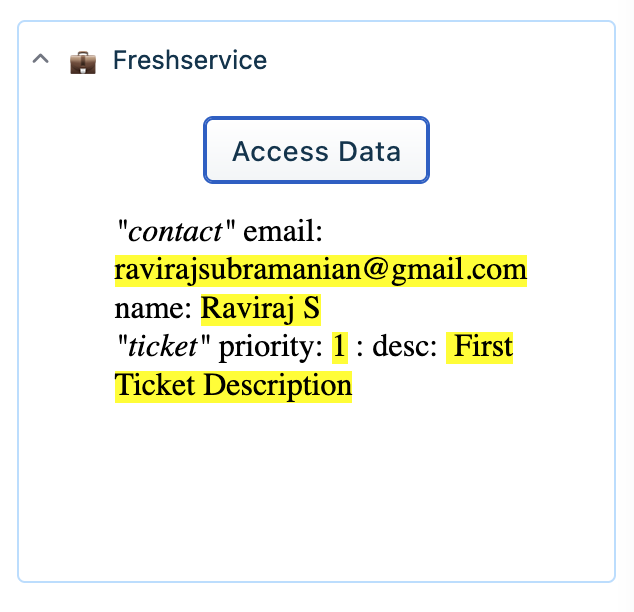 Freshservice
Access Data
"contact" email:
ravirajsubramanian@gmail.com
name: Raviraj S
"ticket" priority: 1 : desc: First
Ticket Description